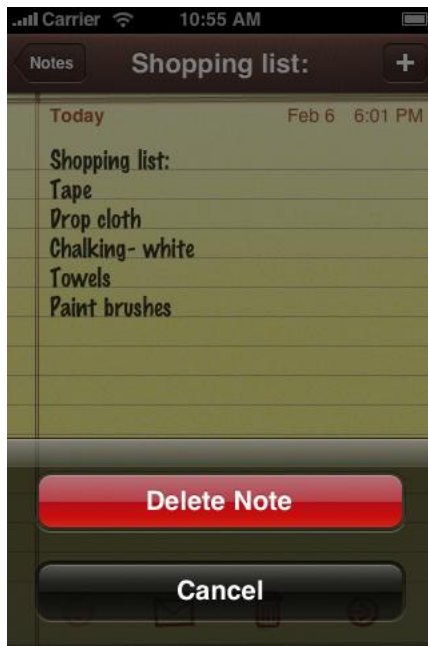 Carrier 10:55 AM
Notes Shopping list: +
Today Feb 6 6:01 PM
Shopping list:
Tape
Drop cloth
Chalking- white
Towels
Paint brushes
Delete Note
Cancel